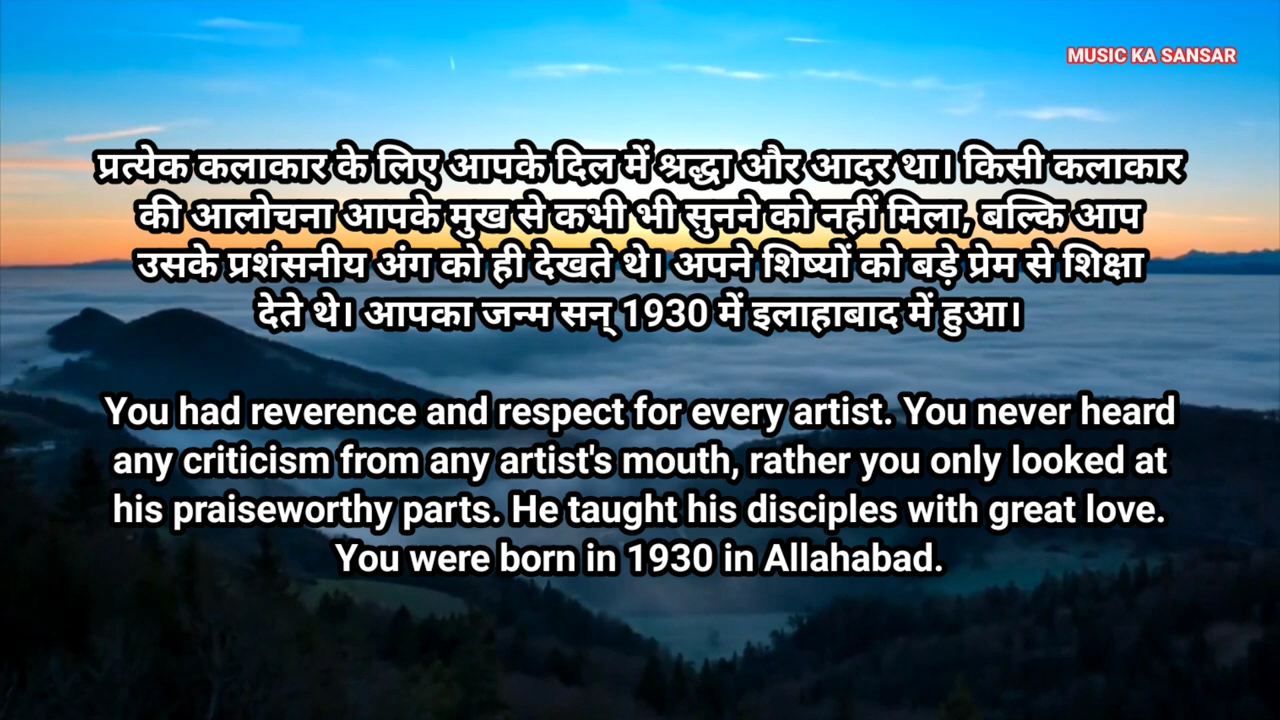 MUSIC KA SANSAR
प्रत्येक कलाकार के लिए आपके दिल में श्रद्धा और आदर था। किसी कलाकार
की आलोचना आपके मुख से कभी भी सुनने को नहीं मिला, बल्कि आप
उसके प्रशंसनीय अंग को ही देखते थे। अपने शिष्यों को बड़े प्रेम से शिक्षा
देते थे। आपका जन्म सन् 1930 में इलाहाबाद में हुआ।
You had reverence and respect for every artist. You never heard
any criticism from any artist's mouth, rather you only looked at
his praiseworthy parts. He taught his disciples with great love.
You were born in 1930 in Allahabad.